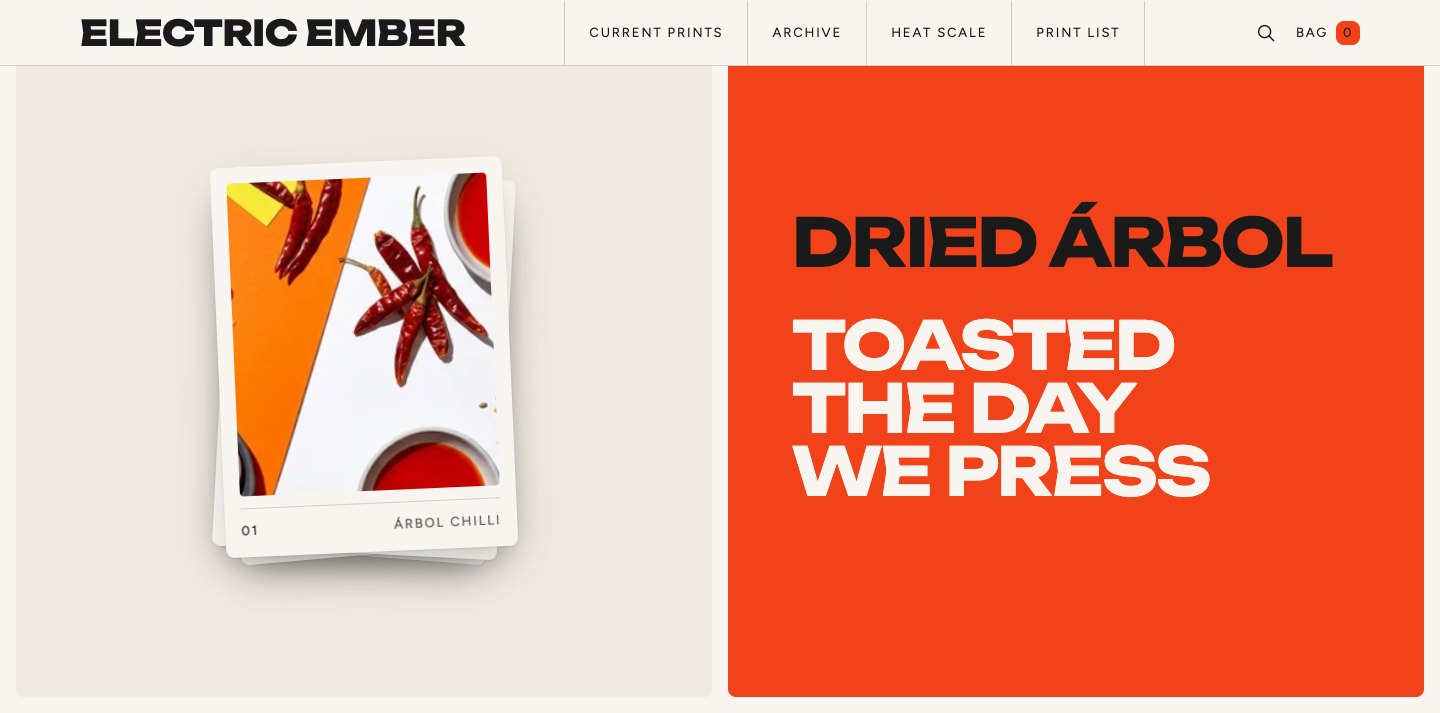 ELECTRIC EMBER
CURRENT PRINTS
ARCHIVE
HEAT SCALE
PRINT LIST
BAG 0
01
ÁRBOL CHILLI
DRIED ÁRBOL
TOASTED
THE DAY
WE PRESS